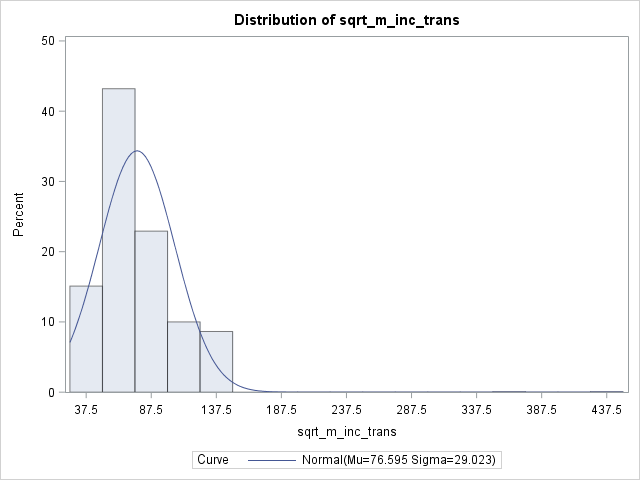 Distribution of sqrt_m_inc_trans
50
40
30
20
10
0
Percent
37.5 87.5 137.5 187.5 237.5 287.5 337.5 387.5 437.5
sqrt_m_inc_trans
Curve Normal(Mu=76.595 Sigma=29.023)